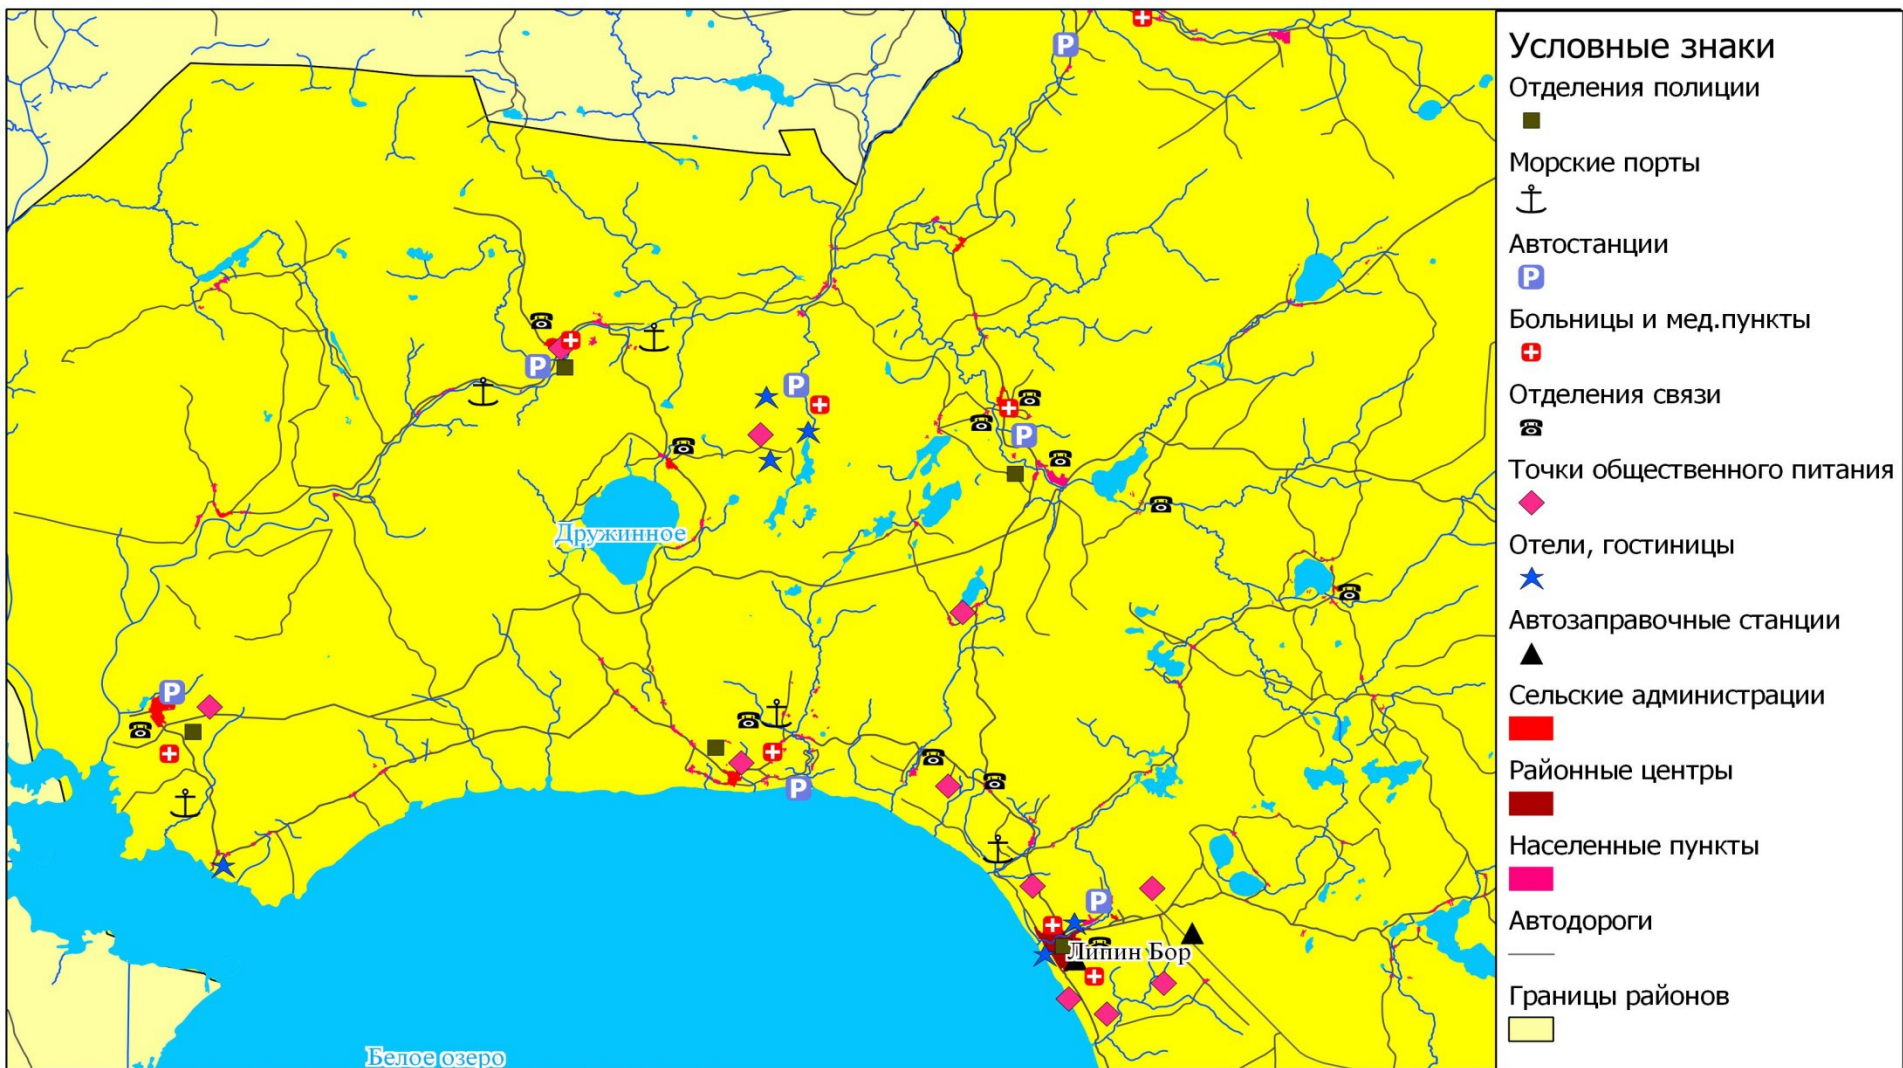 Дружинное
Липин Бор
Белое озеро
Условные знаки
Отделения полиции
Морские порты
Автостанции
P
Больницы и мед.пункты
Отделения связи
Точки общественного питания
Отели, гостиницы
Автозаправочные станции
Сельские администрации
Районные центры
Населенные пункты
Автодороги
Границы районов
P
P
P
P
P
P
P